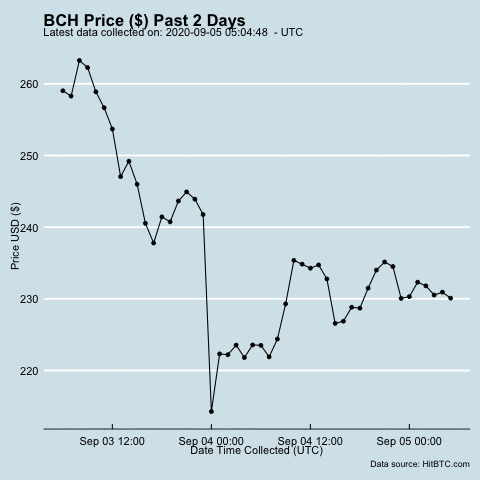 BCH Price ($) Past 2 Days
Latest data collected on: 2020-09-05 05:04:48 - UTC
260
250
240
230
220
Price USD ($)
Sep 03 12:00 Sep 04 00:00 Sep 04 12:00 Sep 05 00:00
Date Time Collected (UTC)
Data source: HitBTC.com